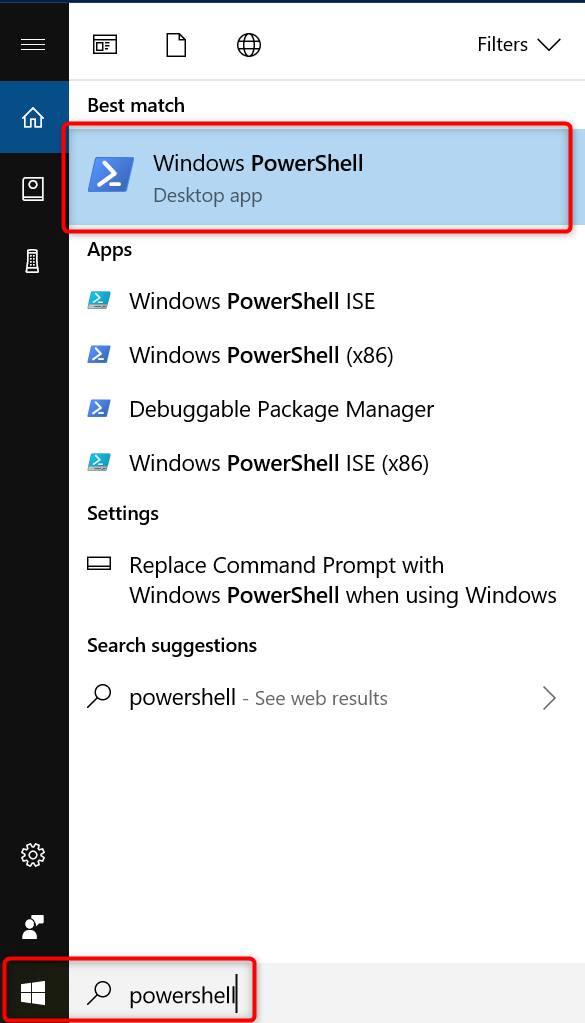 Filters
Best match
Windows PowerShell
Desktop app
Apps
Windows PowerShell ISE
Windows PowerShell (x86)
Debuggable Package Manager
Windows PowerShell ISE (x86)
Settings
Replace Command Prompt with
Windows PowerShell when using Windows
Search suggestions
powershell - See web results
powershell